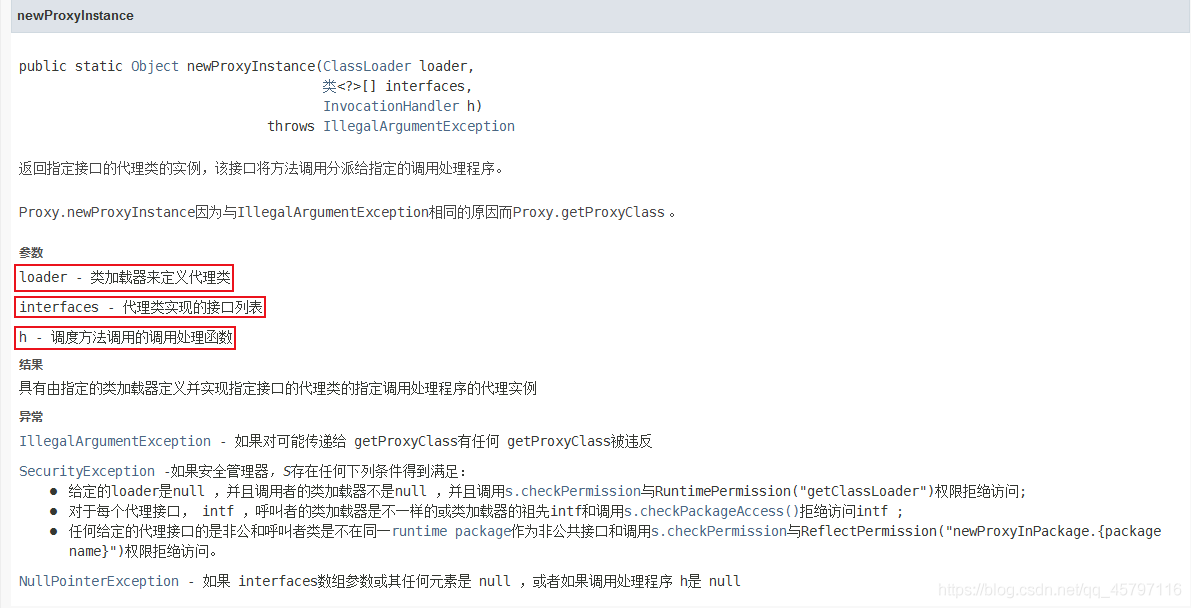 newProxyInstance
public static Object newProxyInstance(ClassLoader loader,
类<?>[] interfaces,
InvocationHandler h)
throws IllegalArgumentException
返回指定接口的代理类的实例，该接口将方法调用分派给指定的调用处理程序。
Proxy.newProxyInstance因为与IllegalArgumentException相同的原因而Proxy.getProxyClass 。
参数
loader - 类加载器来定义代理类
interfaces - 代理类实现的接口列表
h - 调度方法调用的调用处理函数
结果
具有由指定的类加载器定义并实现指定接口的代理类的指定调用处理程序的代理实例
异常
IllegalArgumentException - 如果对可能传递给 getProxyClass有任何 getProxyClass被违反
SecurityException -如果安全管理器，S存在任何下列条件得到满足：
● 给定的loader是null ，并且调用者的类加载器不是null ，并且调用s.checkPermission与RuntimePermission("getClassLoader")权限拒绝访问;
● 对于每个代理接口， intf ，呼叫者的类加载器是不一样的或类加载器的祖先intf和调用s.checkPackageAccess()拒绝访问intf ;
● 任何给定的代理接口的是非公和呼叫者类是不在同一runtime package作为非公共接口和调用s.checkPermission与ReflectPermission("newProxyInPackage.{package
name}")权限拒绝访问。
NullPointerException - 如果 interfaces数组参数或其任何元素是 null ，或者如果调用处理程序 h是 null
https://blog.csdn.net/qq_45797116